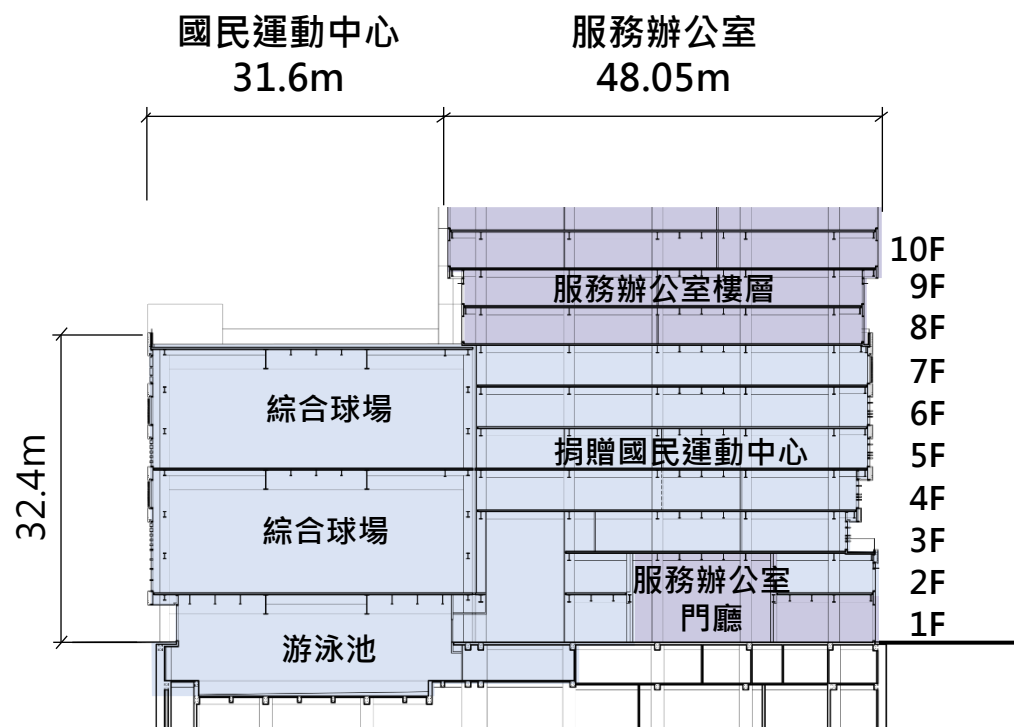 國民運動中心
31.6m
服務辦公室
48.05m
10F
服務辦公室樓層
9F
8F
7F
綜合球場
6F
捐贈國民運動中心
5F
32.4m
4F
綜合球場
3F
服務辦公室
2F
門廳
1F
游泳池